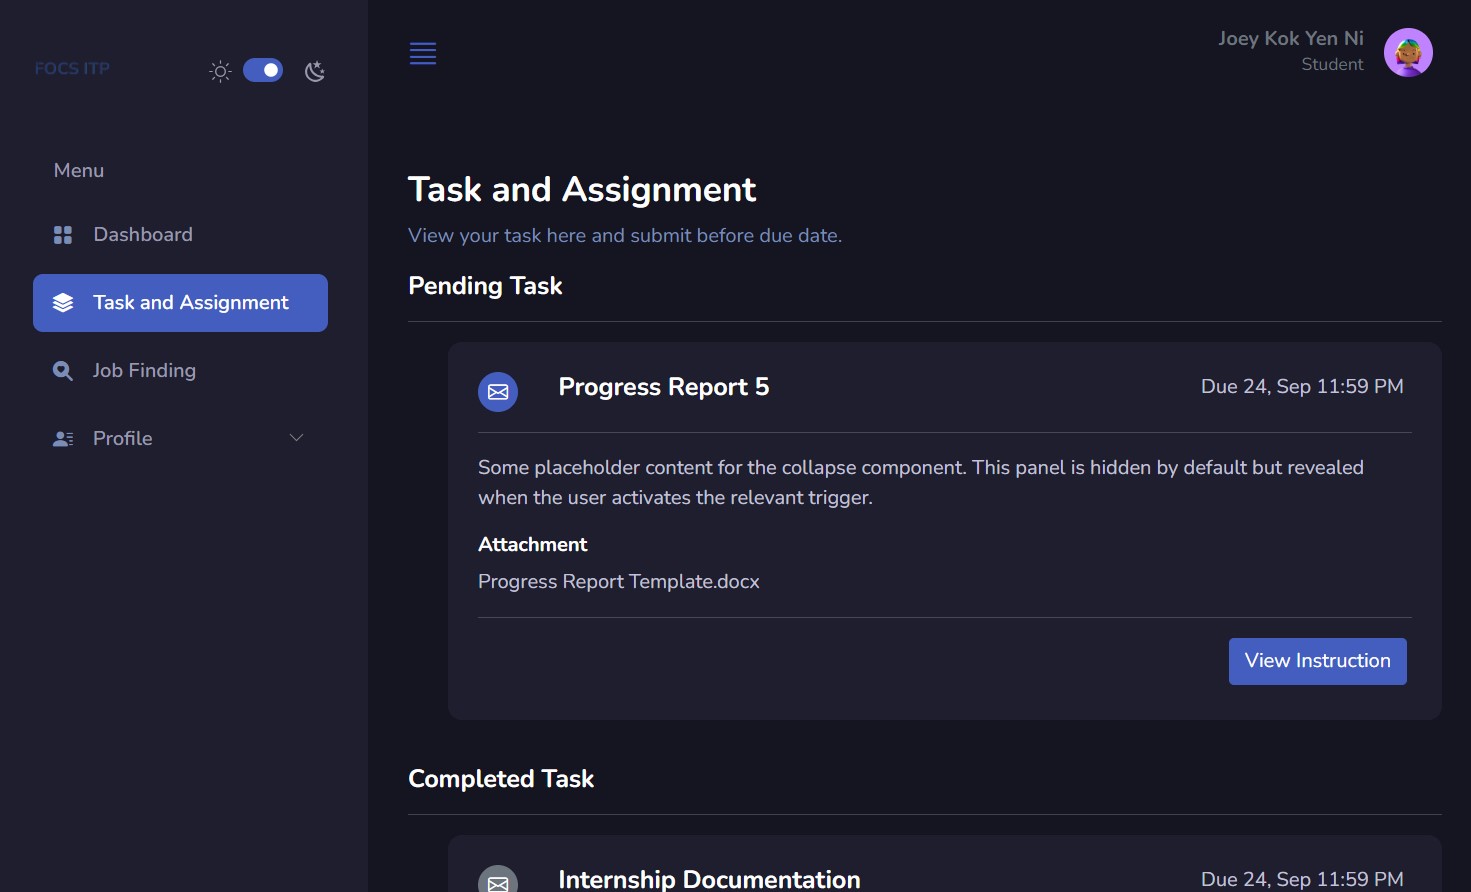 FOCS ITP
Joey Kok Yen Ni
Student
Menu
Dashboard
Task and Assignment
Job Finding
Profile
Task and Assignment
View your task here and submit before due date.
Pending Task
Progress Report 5
Due 24, Sep 11:59 PM
Some placeholder content for the collapse component. This panel is hidden by default but revealed
when the user activates the relevant trigger.
Attachment
Progress Report Template.docx
View Instruction
Completed Task
Internship Documentation
Due 24, Sep 11:59 PM